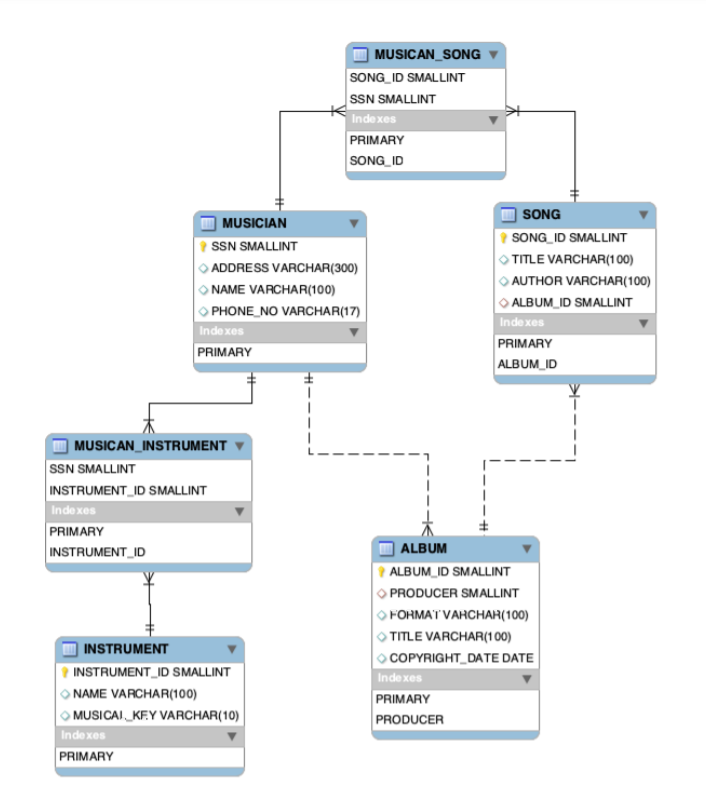 MUSICAN_SONG
SONG_ID SMALLINT
SSN SMALLINT
Indexes
PRIMARY
SONG_ID
MUSICIAN
SSN SMALLINT
ADDRESS VARCHAR(300)
NAME VARCHAR(100)
PHONE_NO VARCHAR(17)
Indexes
PRIMARY
SONG
SONG_ID SMALLINT
TITLE VARCHAR(100)
AUTHOR VARCHAR(100)
ALBUM_ID SMALLINT
Indexes
PRIMARY
ALBUM_ID
MUSICAN_INSTRUMENT
SSN SMALLINT
INSTRUMENT_ID SMALLINT
Indexes
PRIMARY
INSTRUMENT_ID
ALBUM
ALBUM_ID SMALLINT
PRODUCER SMALLINT
FORMAT VARCHAR(100)
TITLE VARCHAR(100)
COPYRIGHT_DATE DATE
Indexes
PRIMARY
PRODUCER
INSTRUMENT
INSTRUMENT_ID SMALLINT
NAME VARCHAR(100)
MUSICAL_KEY VARCHAR(10)
Indexes
PRIMARY